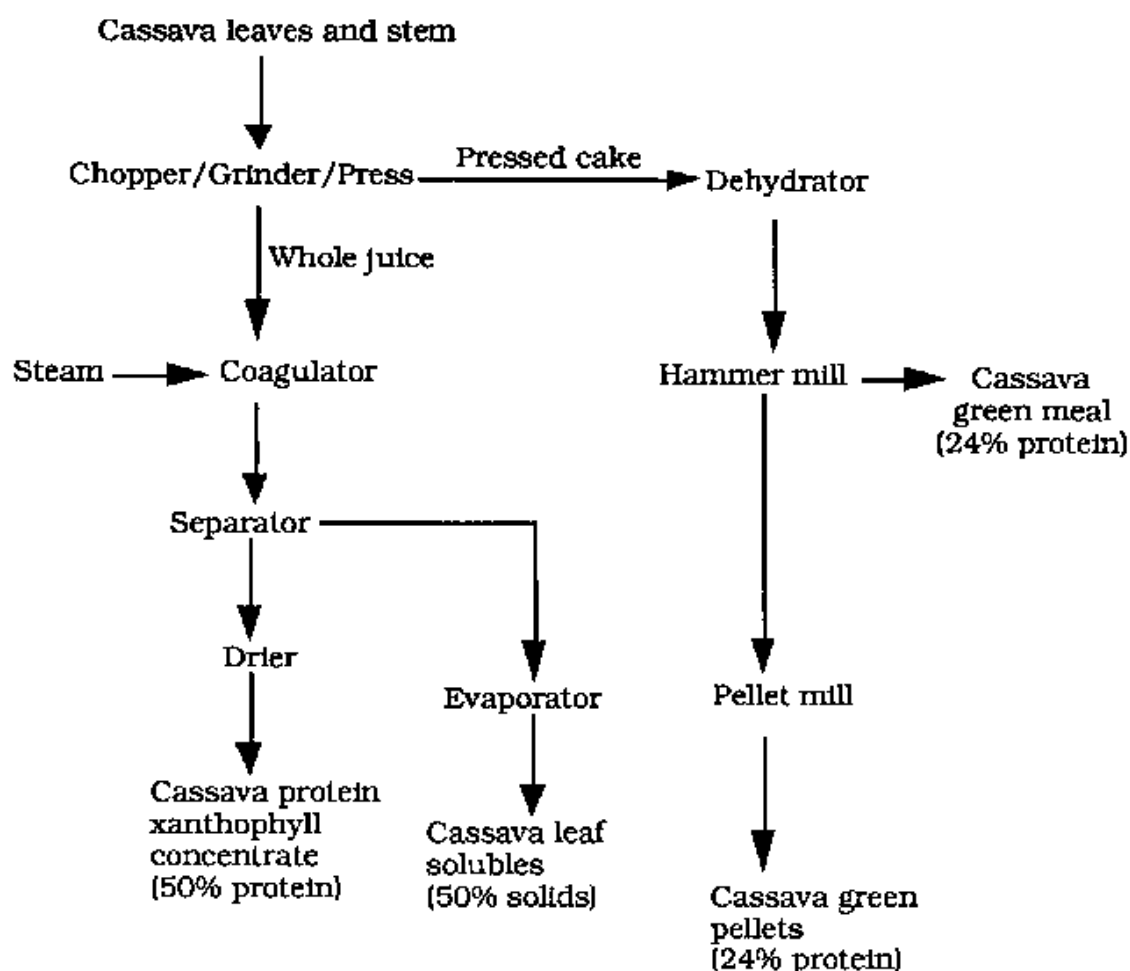 Cassava leaves and stem
Pressed cake
Chopper/Grinder/Press
Dehydrator
Whole juice
Steam
Coagulator
Hammer mill
Cassava
green meal
(24% protein)
Separator
Drier
Evaporator
Pellet mill
Cassava protein
xanthophyll
concentrate
(50% protein)
Cassava leaf
solubles
(50% solids)
Cassava green
pellets
(24% protein)